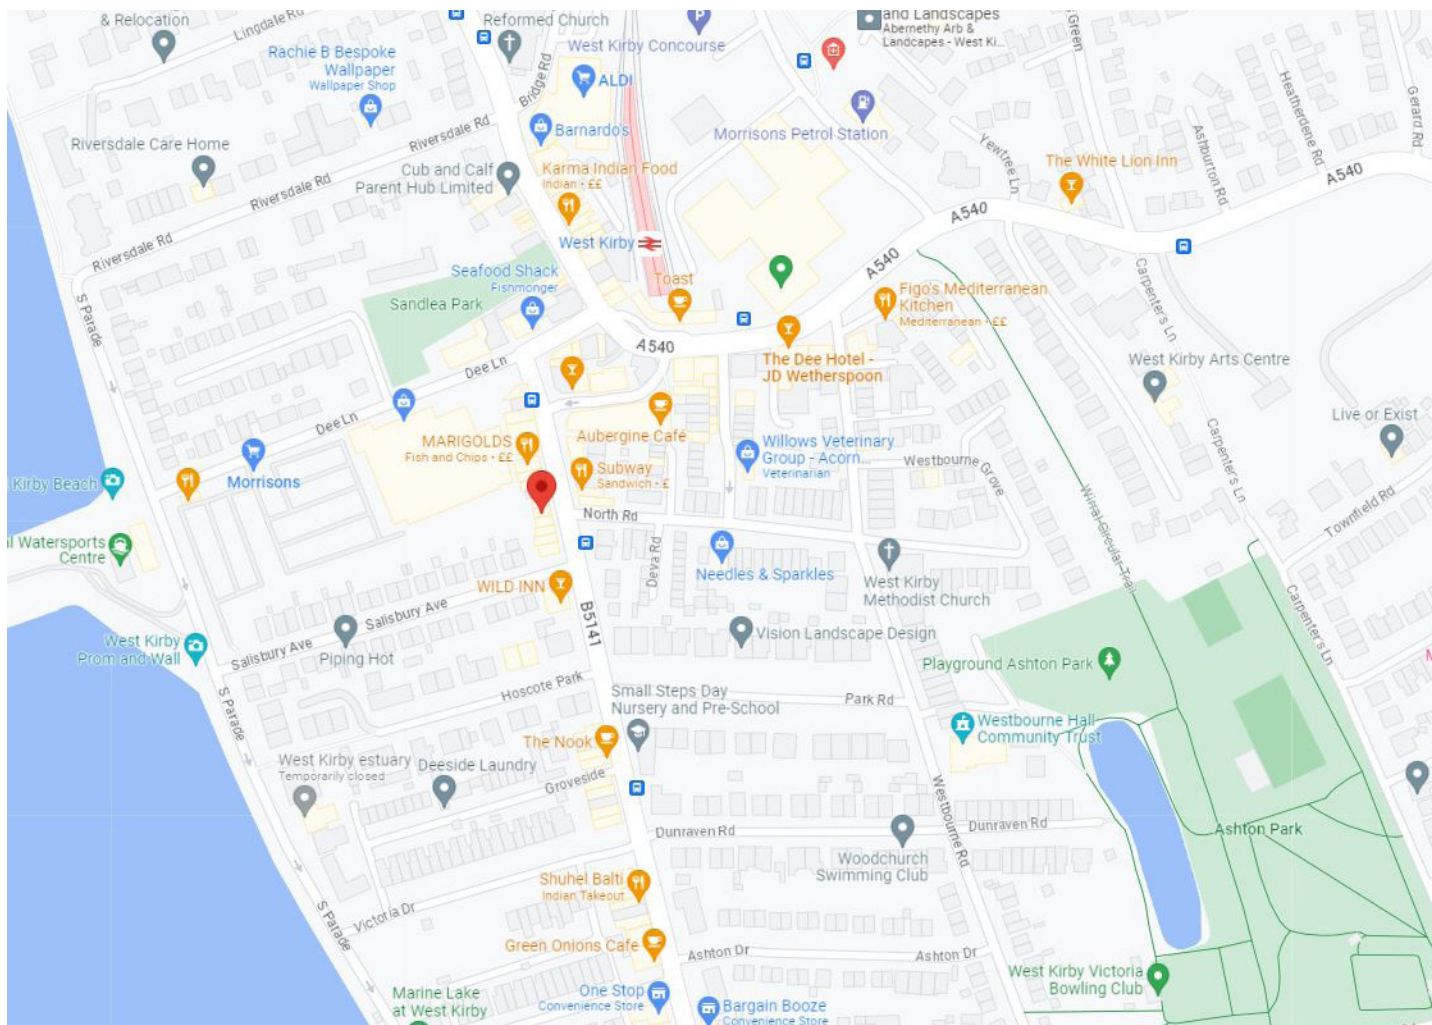 & Relocation
Lingdale Rd
Reformed Church
West Kirby Concourse
and Landscapes
Abernethy Arb &
Landscapes - West Ki...
Green
Rachie B Bespoke
Wallpaper
Wallpaper Shop
Bridge Rd
ALDI
Heatherdene Rd
Gerard Rd
Riversdale Care Home
Riversdale Rd
Barnardo's
Morrisons Petrol Station
Ashburton Rd
Yewtree Ln
The White Lion Inn
Cub and Calf
Parent Hub Limited
Karma Indian Food
Indian • ££
A540
Riversdale Rd
A540
Riversdale Rd
West Kirby
A540
Seafood Shack
Fishmonger
Toast
Carpenter's Ln
S Parade
Sandlea Park
Figo's Mediterranean
Kitchen
Mediterranean • ££
A540
Dee Ln
The Dee Hotel -
JD Wetherspoon
West Kirby Arts Centre
Dee Ln
Live or Exist
MARIGOLDS
Fish and Chips • ££
Aubergine Café
Willows Veterinary
Group - Acorn...
Veterinarian
Westbourne Grove
Carpenter's Ln
Kirby Beach
Morrisons
Subway
Sandwich • £
Townfield Rd
North Rd
Wirral Circular Trail
Watersports
Centre
Deva Rd
Needles & Sparkles
West Kirby
Methodist Church
WILD INN
Salisbury Ave
B5141
Carpenter's Ln
West Kirby
Prom and Wall
Salisbury Ave
Piping Hot
Vision Landscape Design
Playground Ashton Park
Hoscote Park
Small Steps Day
Nursery and Pre-School
Park Rd
S Parade
Westbourne Hall
Community Trust
The Nook
West Kirby estuary
Temporarily closed
Deeside Laundry
Groveside
Westbourne Rd
Dunraven Rd
Dunraven Rd
Ashton Park
Woodchurch
Swimming Club
Shuhel Balti
Indian Takeout
S Parade
Victoria Dr
Green Onions Cafe
Ashton Dr
Ashton Dr
West Kirby Victoria
Bowling Club
Marine Lake
at West Kirby
One Stop
Convenience Store
Bargain Booze
Convenience Store